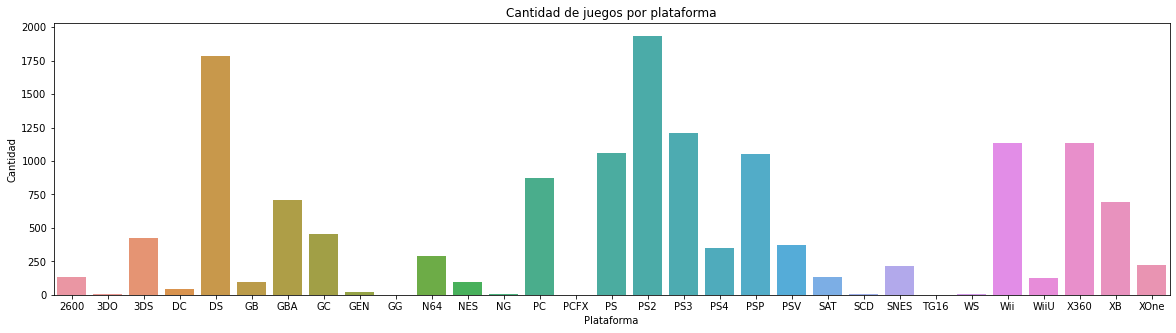 Cantidad de juegos por plataforma
Cantidad
2000
1750
1500
1250
1000
750
500
250
0
2600 3DO 3DS DC DS GB GBA GC GEN GG N64 NES NG PC PCFX PS PS2 PS3 PS4 PSP PSV SAT SCD SNES TG16 WS Wii WiiU X360 XB XOne
Plataforma